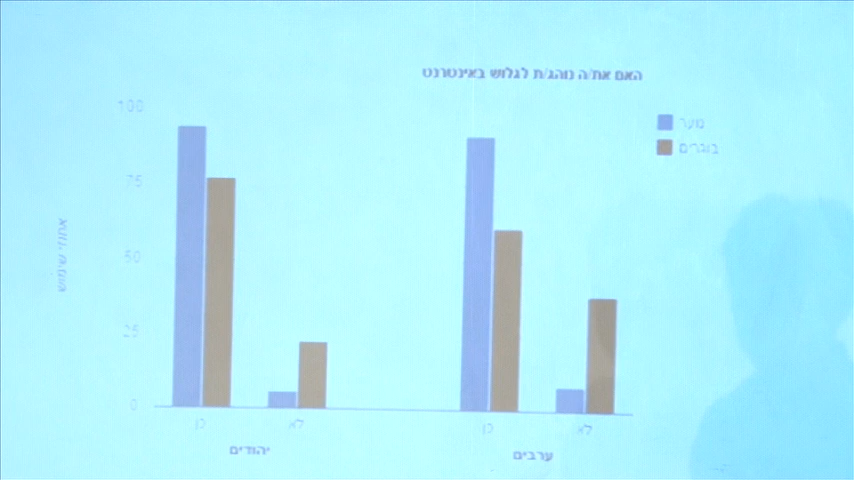 האם את/ה נוהג/ת לגלוש באינטרנט
נוער
בוגרים
100
75
50
25
0
אחוזי שימוש
כן
לא
כן
לא
יהודים
ערבים